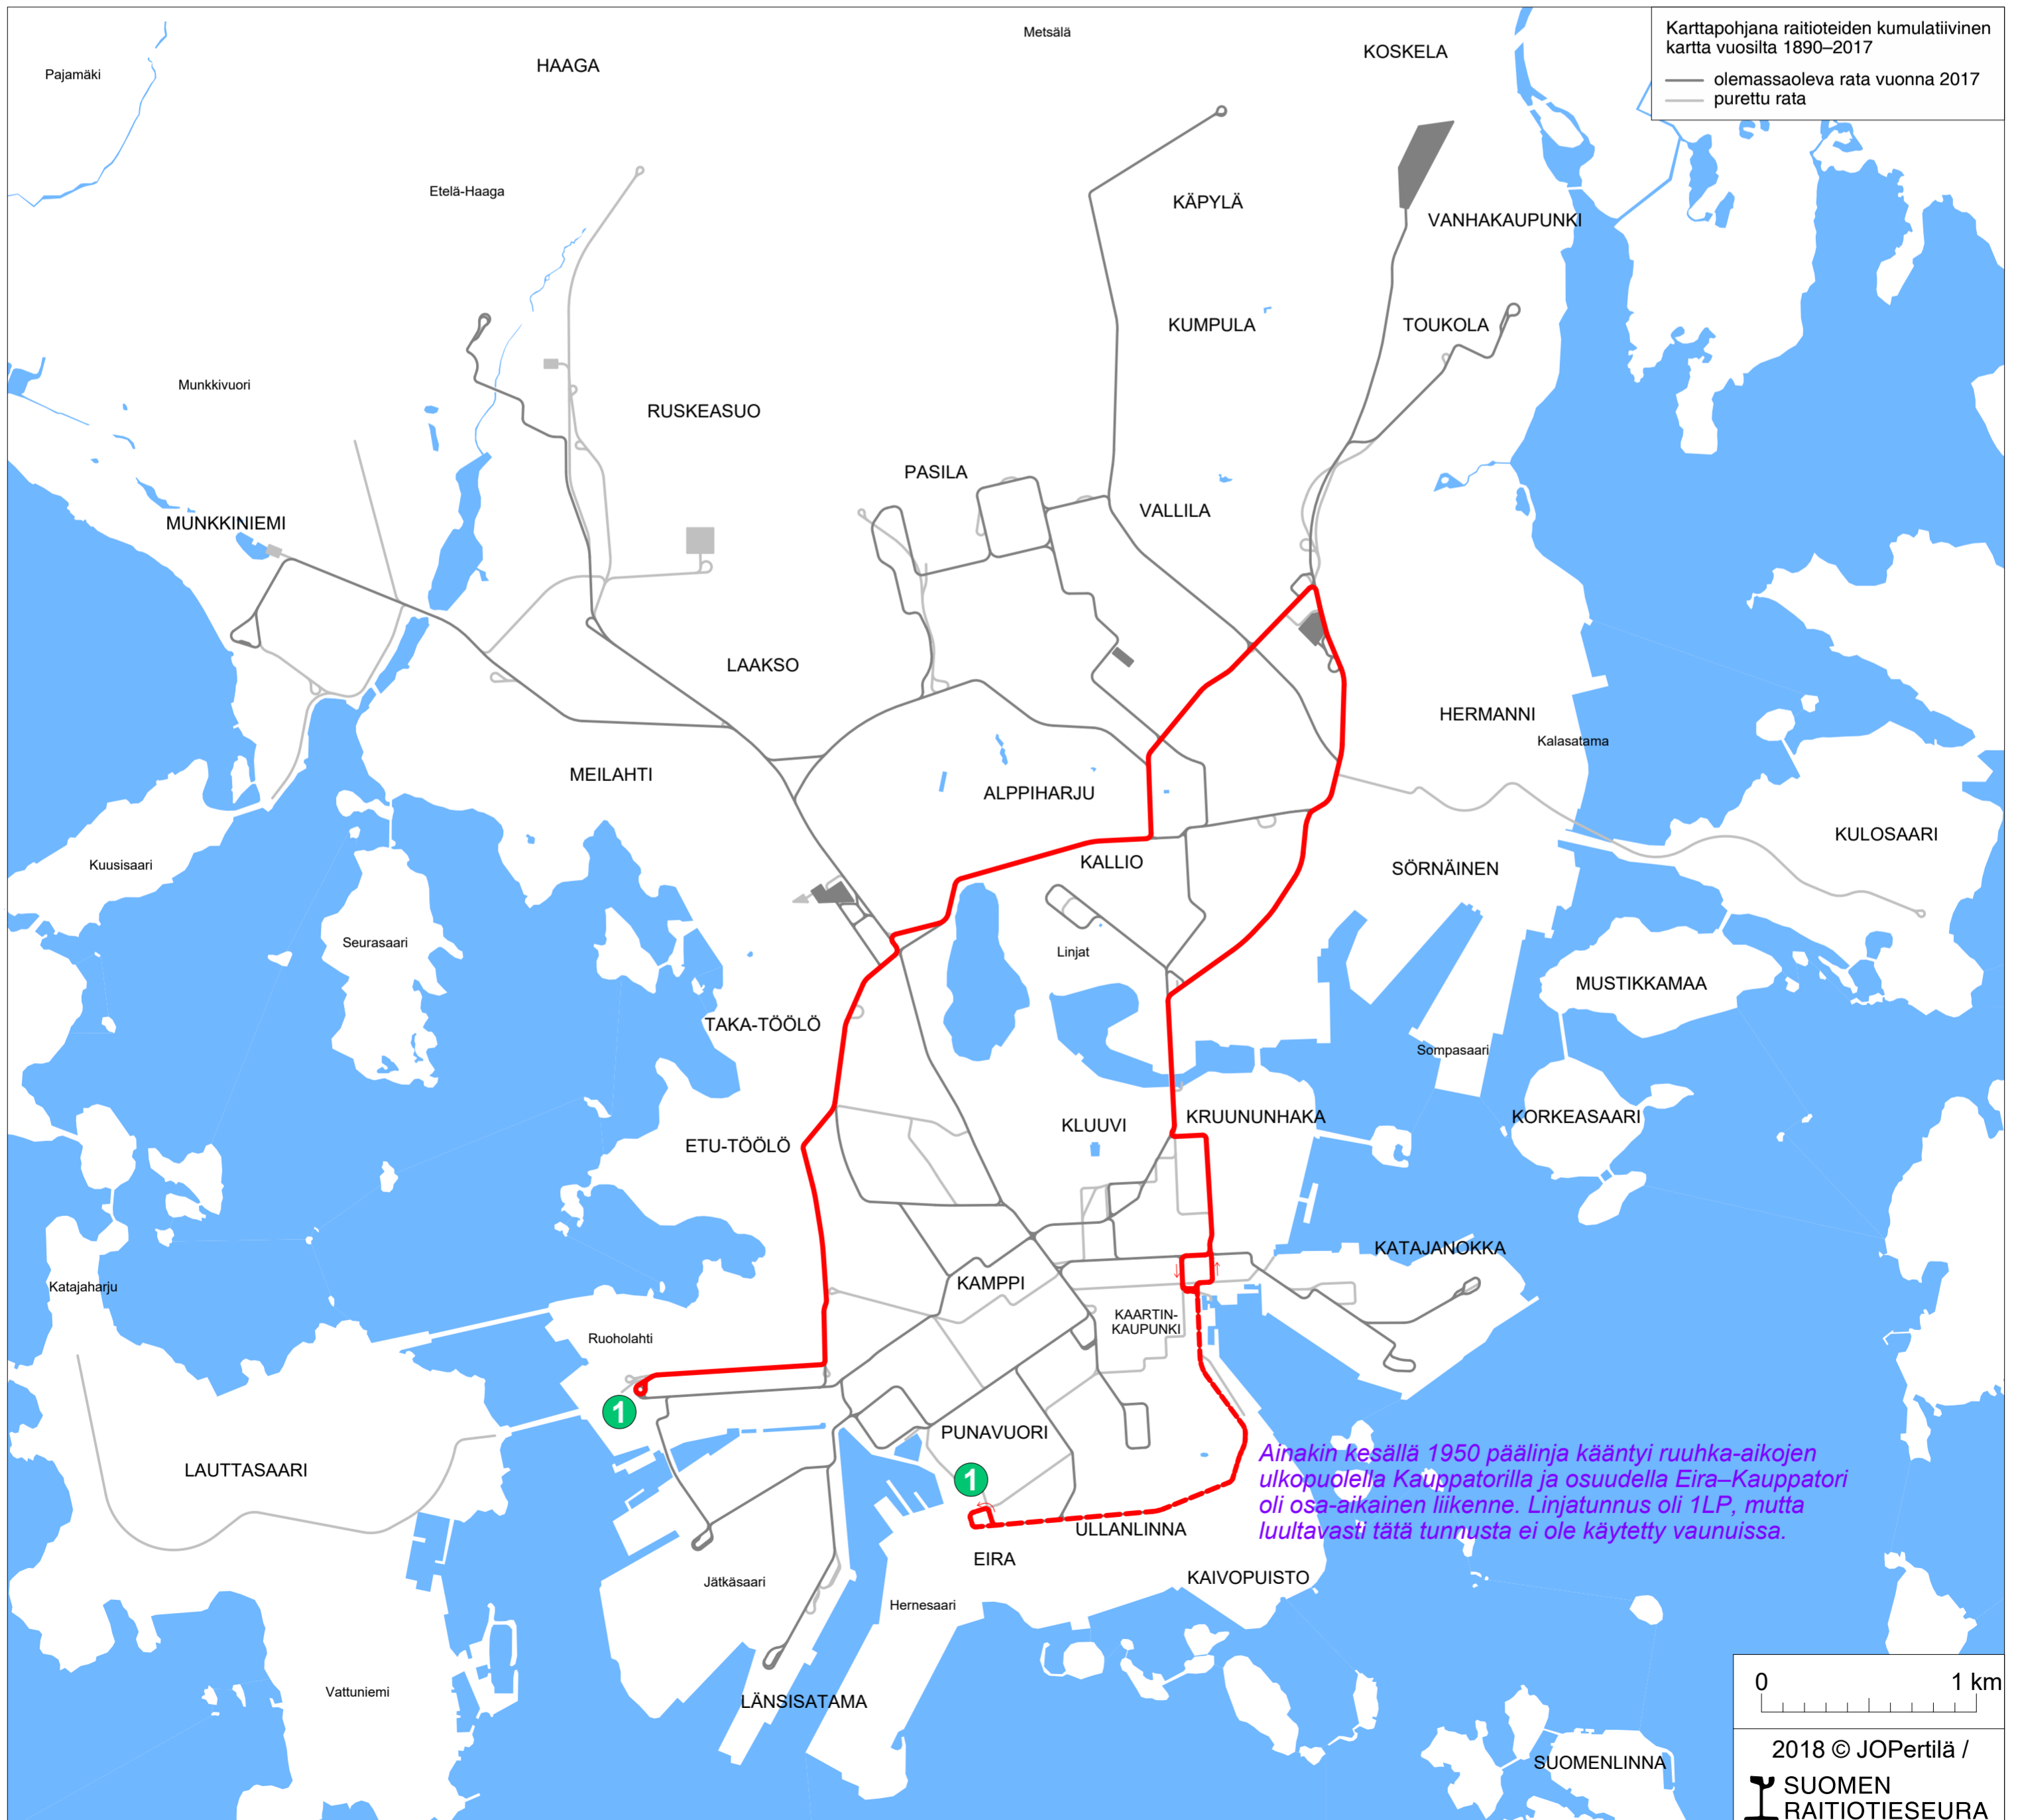 Karttapohjana raitioteiden kumulatiivinen
kartta vuosilta 1890–2017
olemassaoleva rata vuonna 2017
purettu rata
Metsälä
KOSKELA
HAAGA
Pajamäki
Etelä-Haaga
KÄPYLÄ
VANHAKAUPUNKI
KUMPULA
TOUKOLA
Munkkivuori
RUSKEASUO
PASILA
VALLILA
MUNKKINIEMI
LAAKSO
HERMANNI
Kalasatama
MEILAHTI
ALPPIHARJU
KULOSAARI
Kuusisaari
KALLIO
SÖRNÄINEN
Seurasaari
Linjat
MUSTIKKAMAA
TAKA-TÖÖLÖ
Sompasaari
KLUUVI
KRUUNUNHAKA
KORKEASAARI
ETU-TÖÖLÖ
KATAJANOKKA
Katajaharju
KAMPPI
KAARTIN-
KAUPUNKI
Ruoholahti
1
PUNAVUORI
LAUTTASAARI
1
Ainakin kesällä 1950 päälinja kääntyi ruuhka-aikojen
ulkopuolella Kauppatorilla ja osuudella Eira–Kauppatori
oli osa-aikainen liikenne. Linjatunnus oli 1LP, mutta
luultavasti tätä tunnusta ei ole käytetty vaunuissa.
ULLANLINNA
EIRA
KAIVOPUISTO
Jätkäsaari
Hernesaari
Vattuniemi
LÄNSISATAMA
SUOMENLINNA
0 1 km
2018 © JOPertilä /
SUOMEN
RAITIOTIESEURA